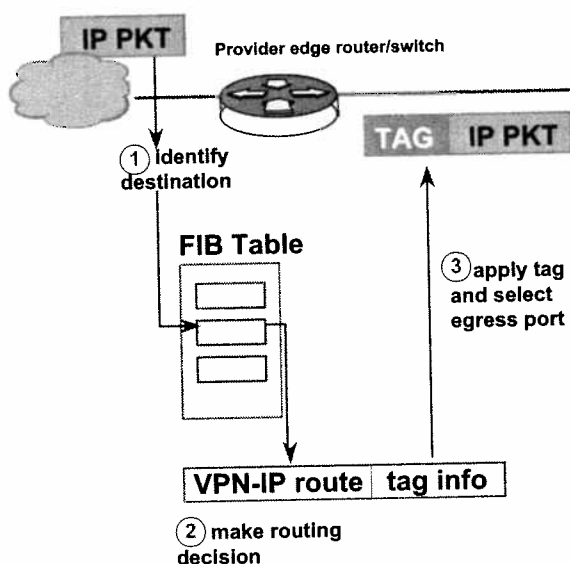 IP PKT
Provider edge router/switch
TAG IP PKT
1 identify
destination
FIB Table
3 apply tag
and select
egress port
VPN-IP route tag info
2 make routing
decision